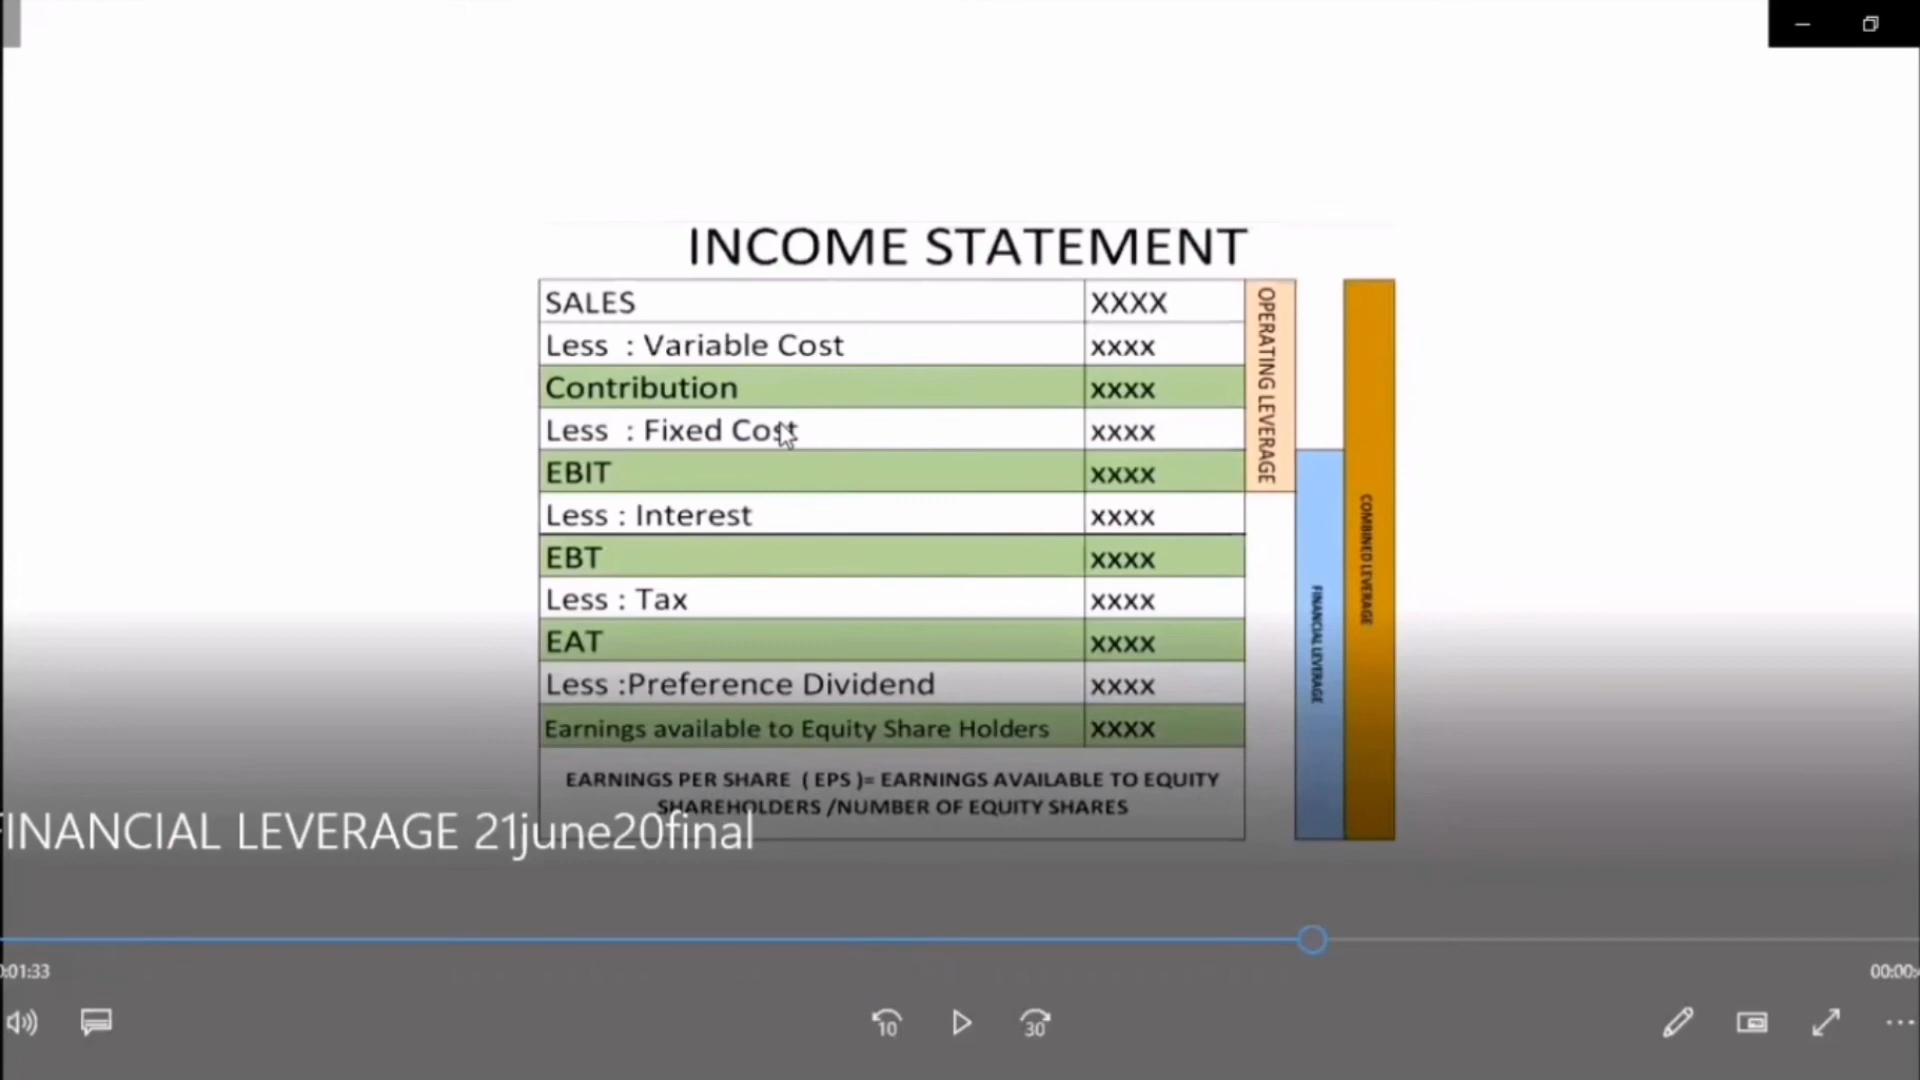 INCOME STATEMENT
SALES XXXX
Less : Variable Cost xxxx
Contribution xxxx
Less : Fixed Cost xxxx
EBIT xxxx
Less : Interest xxxx
EBT xxxx
Less : Tax xxxx
EAT xxxx
Less :Preference Dividend xxxx
Earnings available to Equity Share Holders XXXX
EARNINGS PER SHARE ( EPS )= EARNINGS AVAILABLE TO EQUITY
SHAREHOLDERS /NUMBER OF EQUITY SHARES
OPERATING LEVERAGE
FINANCIAL LEVERAGE
COMBINED LEVERAGE
FINANCIAL LEVERAGE 21june20final
:01:33
00:00:
10
30